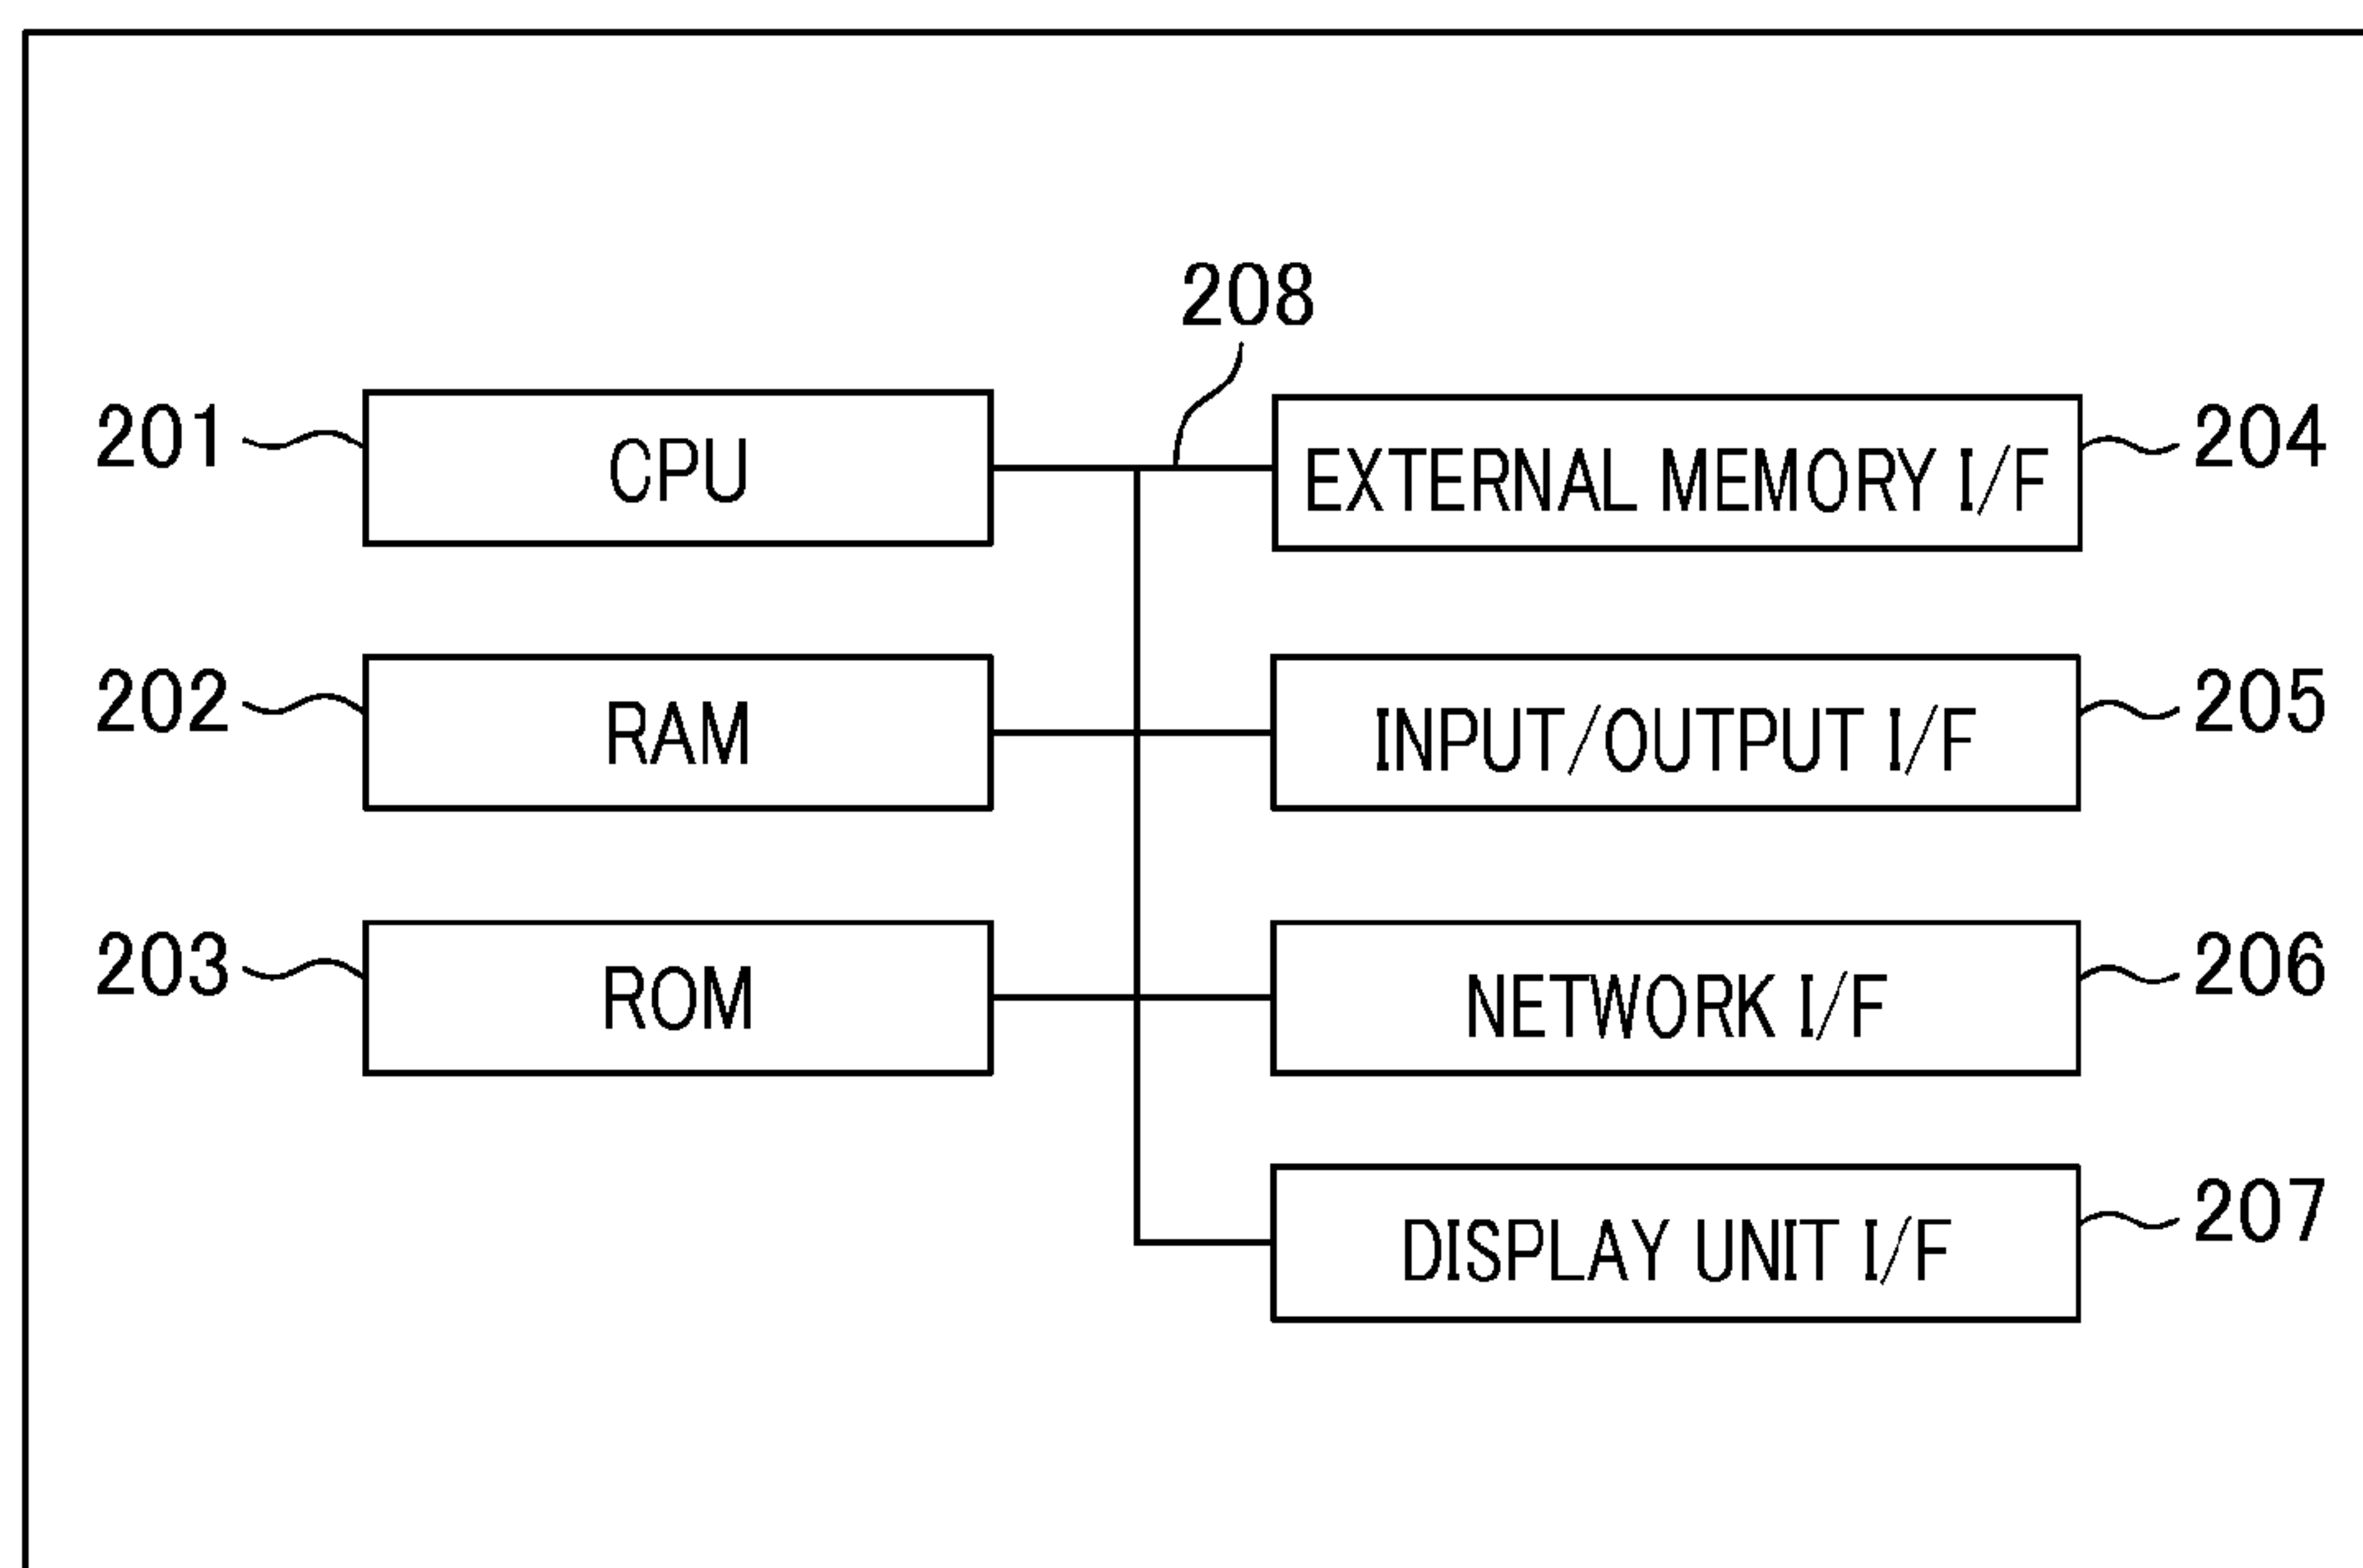 208
201
CPU
EXTERNAL MEMORY I/F
204
202
RAM
INPUT/OUTPUT I/F
205
203
ROM
NETWORK I/F
206
DISPLAY UNIT I/F
207